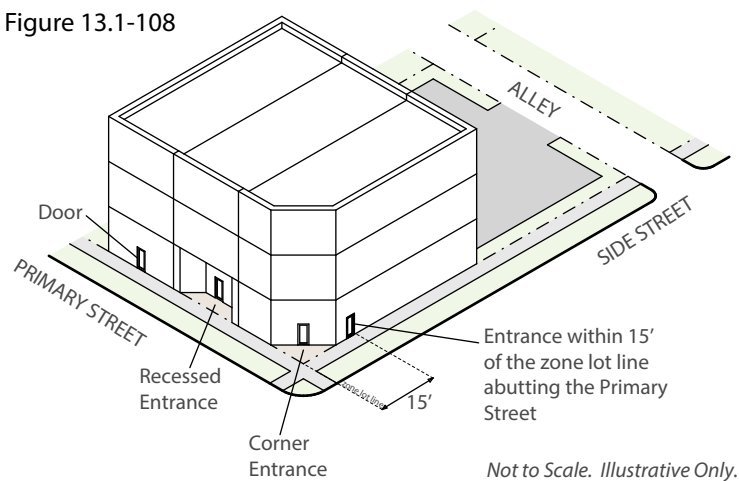 Figure 13.1-108
ALLEY
Door
SIDE STREET
PRIMARY STREET
Entrance within 15’
of the zone lot line
abutting the Primary
Street
Recessed
Entrance
zone lot line
15’
Corner
Entrance
Not to Scale. Illustrative Only.